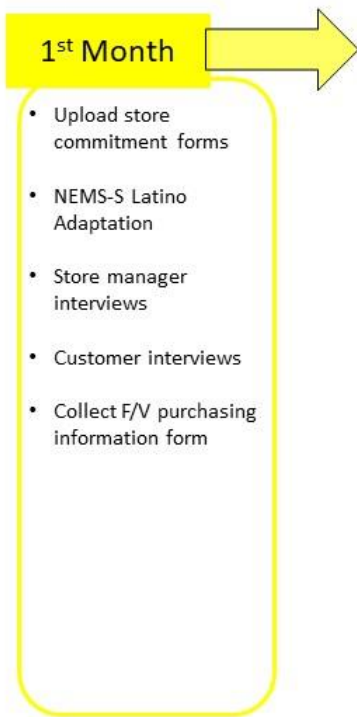 1st Month
• Upload store
commitment forms
• NEMS-S Latino
Adaptation
• Store manager
interviews
• Customer interviews
• Collect F/V purchasing
information form